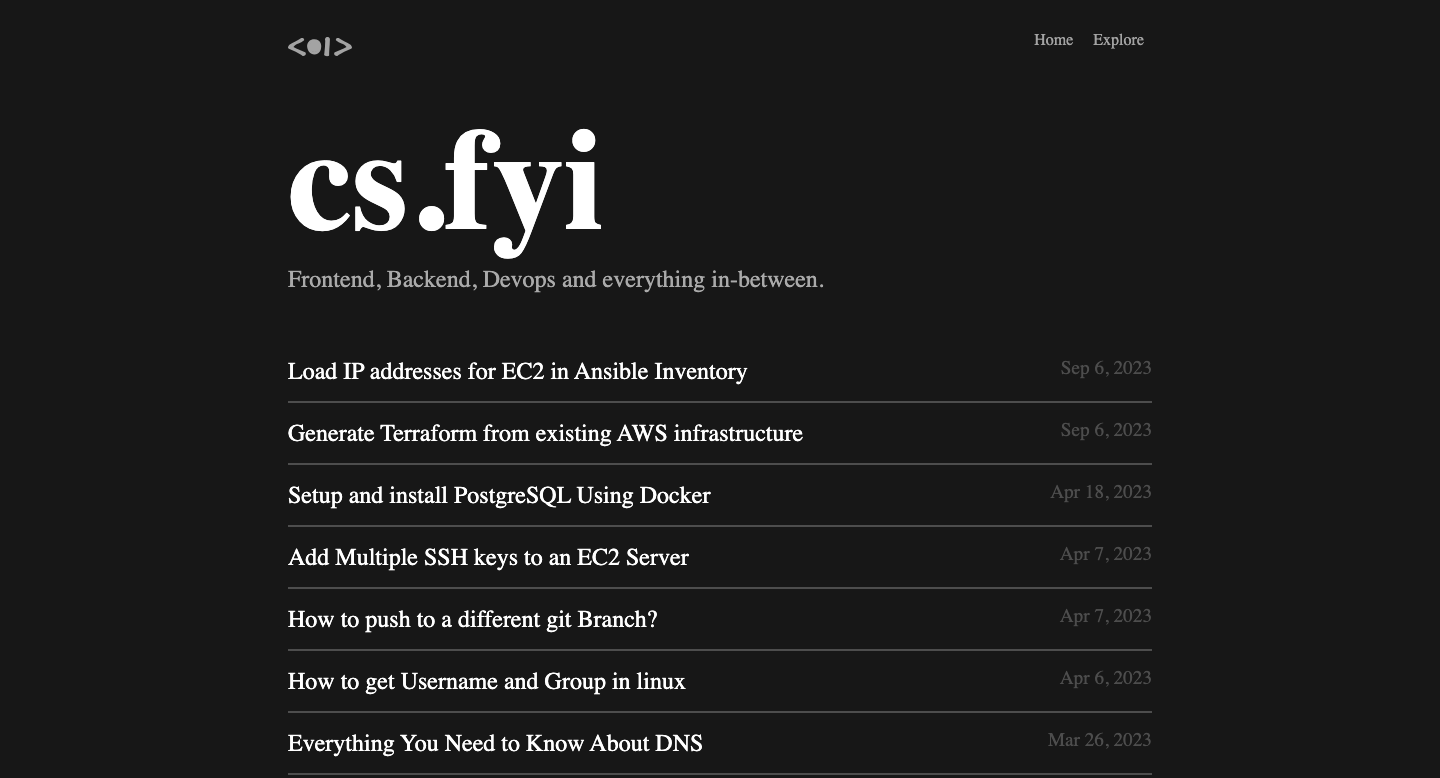 Home Explore
cs.fyi
Frontend, Backend, Devops and everything in-between.
Load IP addresses for EC2 in Ansible Inventory Sep 6, 2023
Generate Terraform from existing AWS infrastructure Sep 6, 2023
Setup and install PostgreSQL Using Docker Apr 18, 2023
Add Multiple SSH keys to an EC2 Server Apr 7, 2023
How to push to a different git Branch? Apr 7, 2023
How to get Username and Group in linux Apr 6, 2023
Everything You Need to Know About DNS Mar 26, 2023